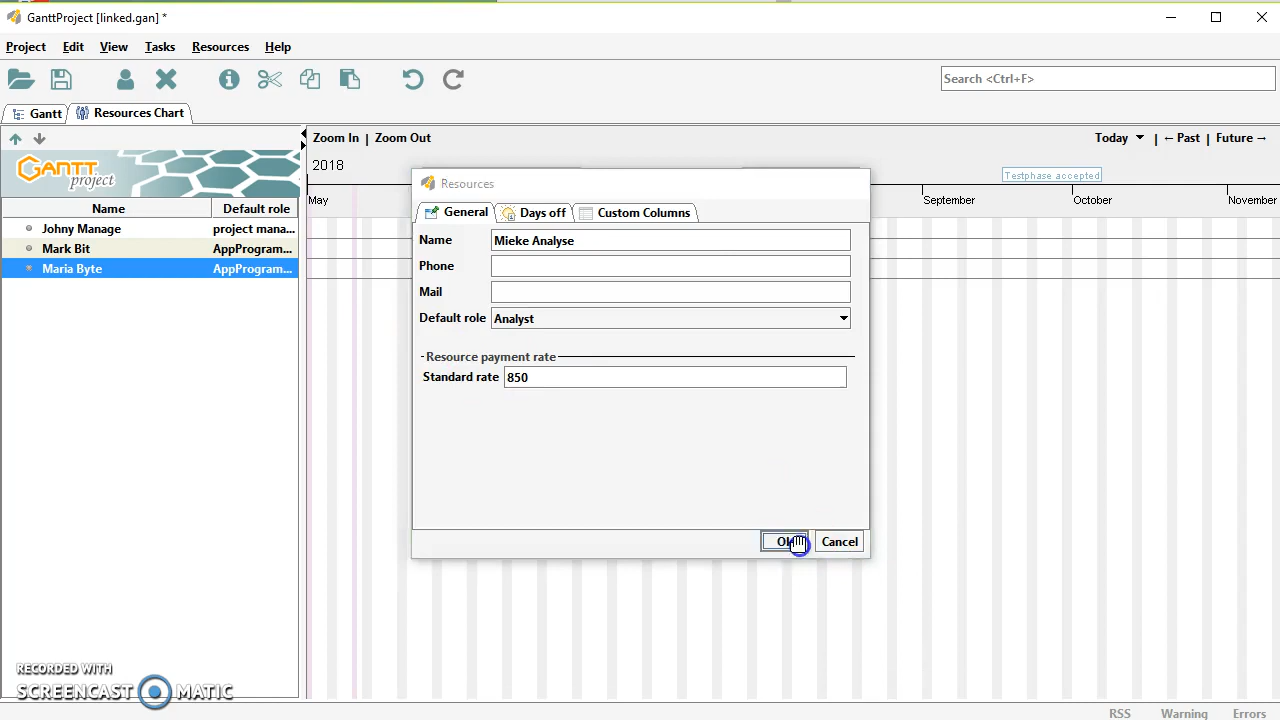 GanttProject [linked.gan] *
Project Edit View Tasks Resources Help
Search <Ctrl+F>
Gantt Resources Chart
Zoom In | Zoom Out
Today | ←Past | Future→
GANTT project
2018
Testphase accepted
May September October November
Name Default role
Johny Manage project mana...
Mark Bit AppProgram...
Maria Byte AppProgram...
Resources
General Days off Custom Columns
Name Mieke Analyse
Phone
Mail
Default role Analyst
Resource payment rate
Standard rate 850
Cancel
RECORDED WITH
SCREENCAST MATIC
RSS Warning Errors